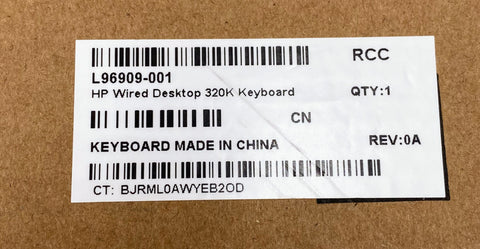 RCC
L96909-001
HP Wired Desktop 320K Keyboard QTY:1
CN
KEYBOARD MADE IN CHINA REV:0A
CT: BJRML0AWYEB2OD